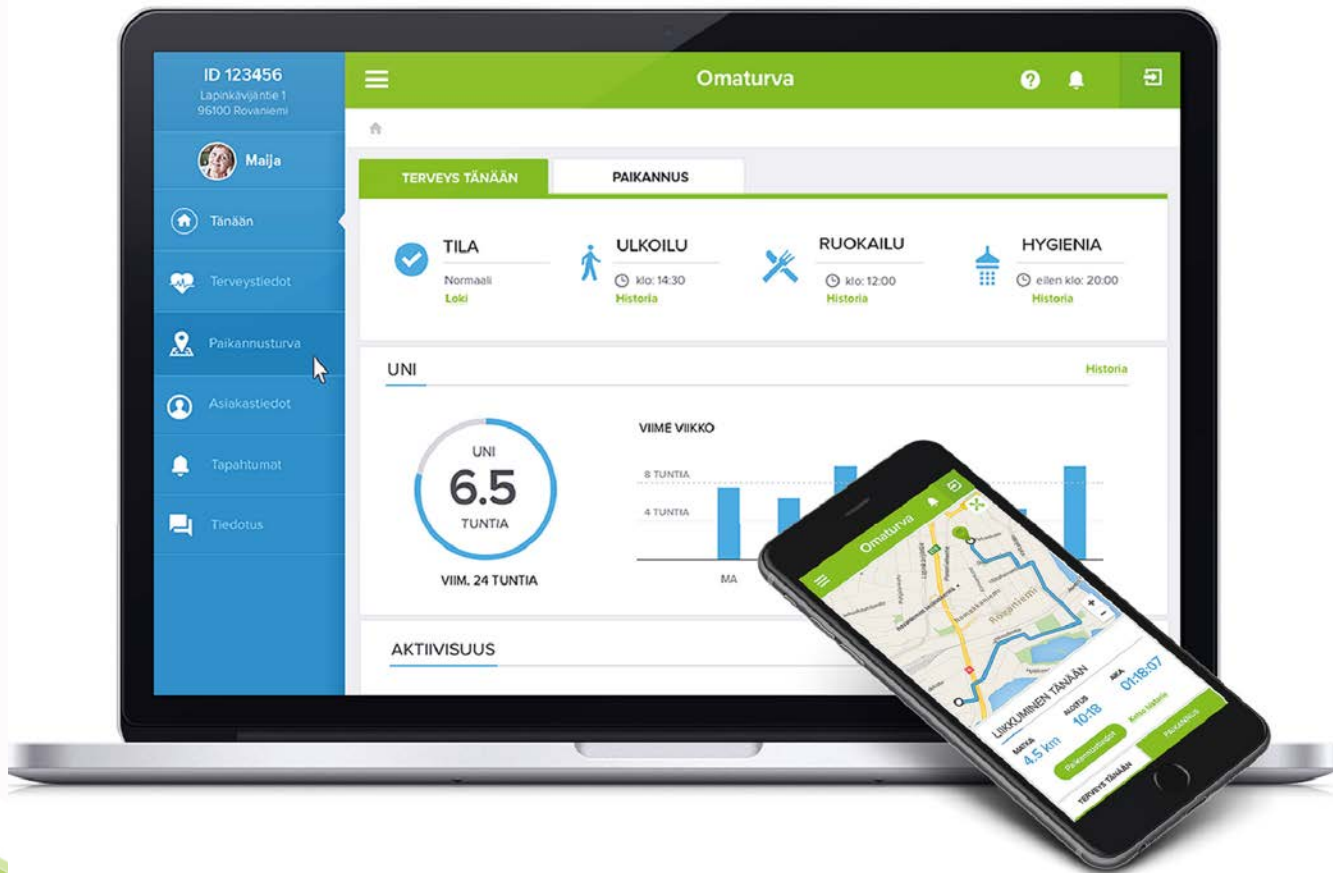 ID 123456
Lapinkävijäntie 1
96100 Rovaniemi
Maija
Tänään
Terveystiedot
Paikannusturva
Asiakastiedot
Tapahtumat
Tiedotus
Omaturva
?
TERVEYS TÄNÄÄN
PAIKANNUS
TILA
Normaali
Loki
ULKOILU
klo: 14:30
Historia
RUOKAILU
klo: 12:00
Historia
HYGIENIA
eilen klo: 20:00
Historia
UNI
Historia
UNI
6.5
TUNTIA
VIIM. 24 TUNTIA
VIIME VIIKKO
8 TUNTIA
4 TUNTIA
MA
AKTIIVISUUS
Omaturva
Rovaniemi
+
-
LIIKKUMINEN TÄNÄÄN
MATKA
4,5 km
ALOITUS
10:18
AIKA
01:18:07
Paikannustiedot
Katso historia
TERVEYS TÄNÄÄN
PAIKANNUS